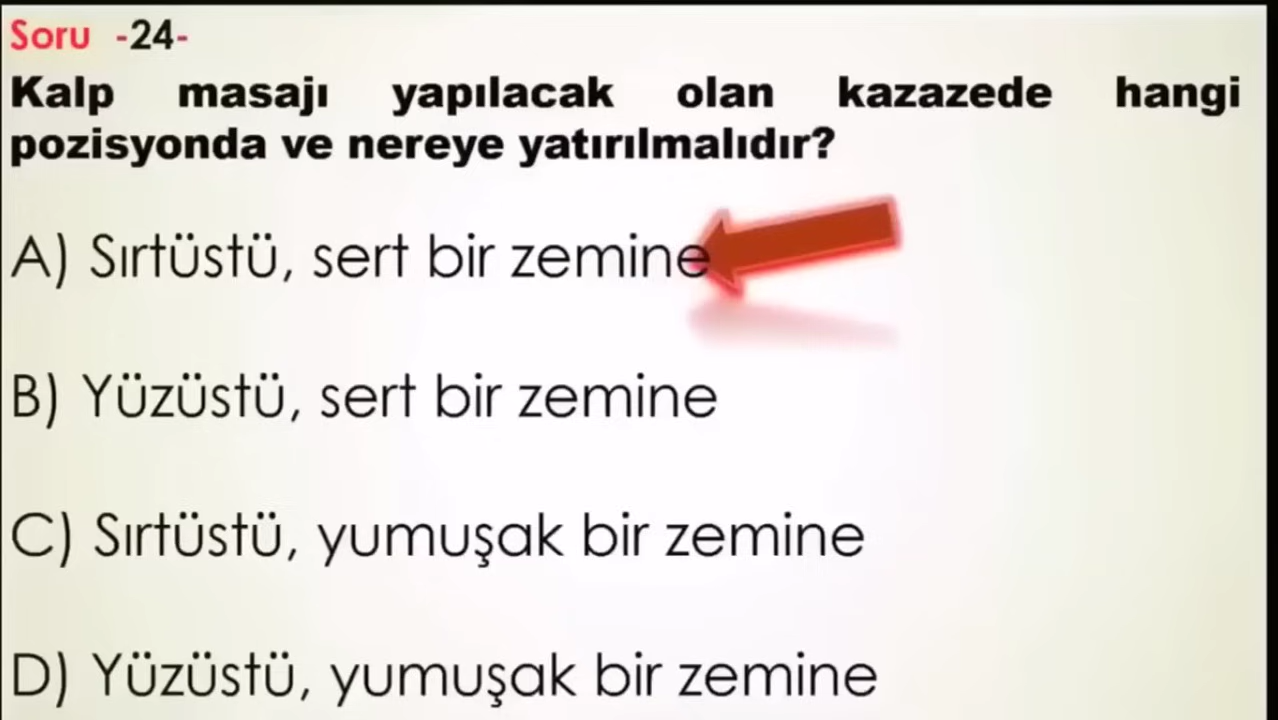 Soru -24-
Kalp masajı yapılacak olan kazazede hangi
pozisyonda ve nereye yatırılmalıdır?
A) Sırtüstü, sert bir zemine
B) Yüzüstü, sert bir zemine
C) Sırtüstü, yumuşak bir zemine
D) Yüzüstü, yumuşak bir zemine